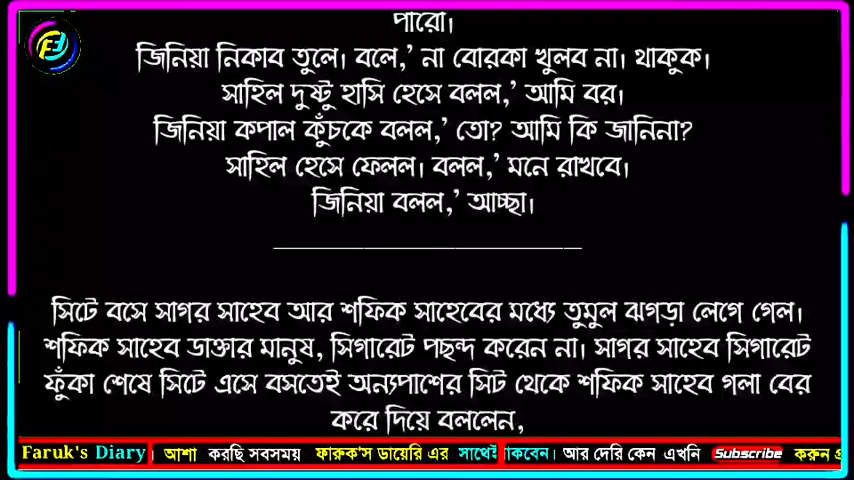 পারো।
জিনিয়া নিকাব তুলে। বলে,’ না বোরকা খুলব না। থাকুক।
সাহিল দুষ্টু হাসি হেসে বলল,’ আমি বর।
জিনিয়া কপাল কুঁচকে বলল,’ তো? আমি কি জানিনা?
সাহিল হেসে ফেলল। বলল,’ মনে রাখবে।
জিনিয়া বলল,’ আচ্ছা।
সিটে বসে সাগর সাহেব আর শফিক সাহেবের মধ্যে তুমুল ঝগড়া লেগে গেল।
শফিক সাহেব ডাক্তার মানুষ, সিগারেট পছন্দ করেন না। সাগর সাহেব সিগারেট
ফুঁকা শেষে সিটে এসে বসতেই অন্যপাশের সিট থেকে শফিক সাহেব গলা বের
করে দিয়ে বললেন,
Faruk's Diary। আশা করছি সবসময় ফারুক'স ডায়েরি এর সাথেই থাকবেন। আর দেরি কেন এখনি Subscribe করুন